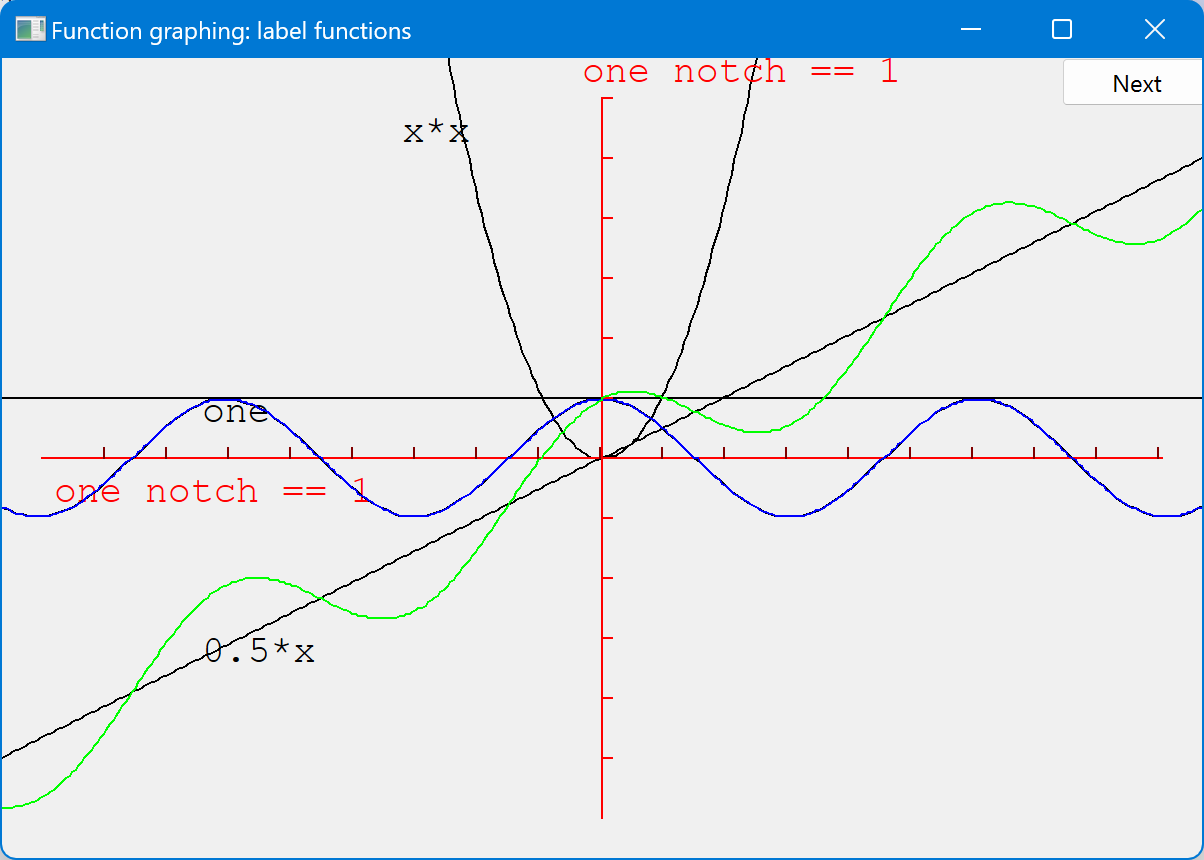 Function graphing: label functions
one notch == 1
Next
x*x
one
one notch == 1
0.5*x